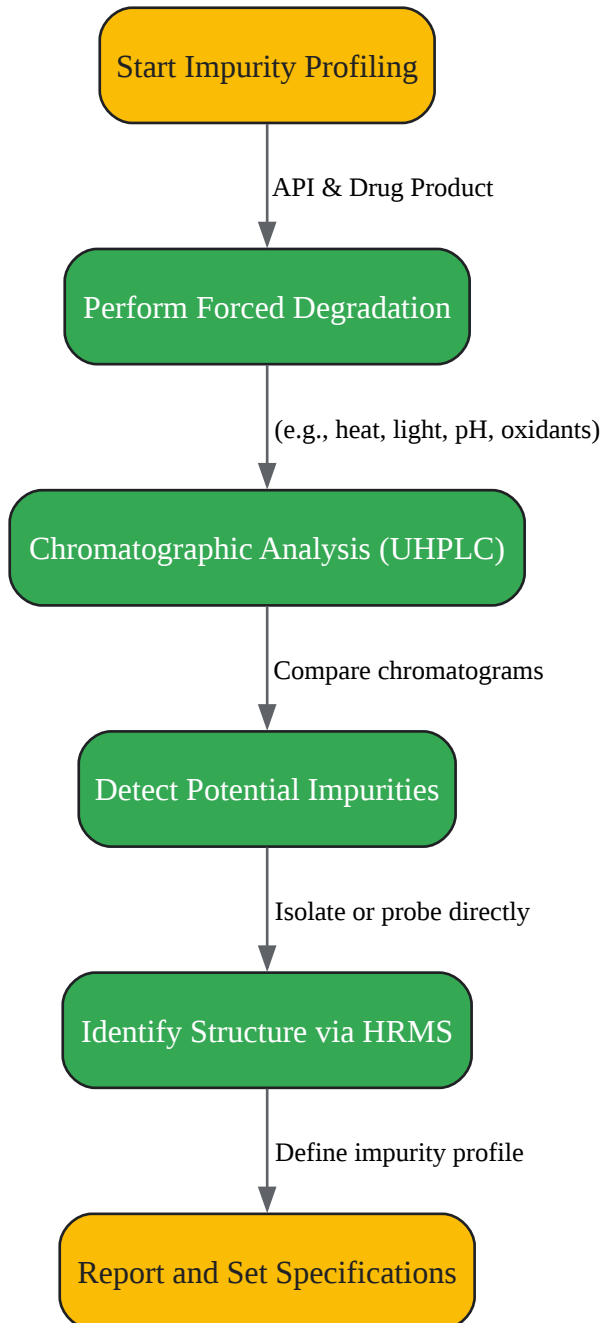 Start Impurity Profiling
API & Drug Product
Perform Forced Degradation
(e.g., heat, light, pH, oxidants)
Chromatographic Analysis (UHPLC)
Compare chromatograms
Detect Potential Impurities
Isolate or probe directly
Identify Structure via HRMS
Define impurity profile
Report and Set Specifications